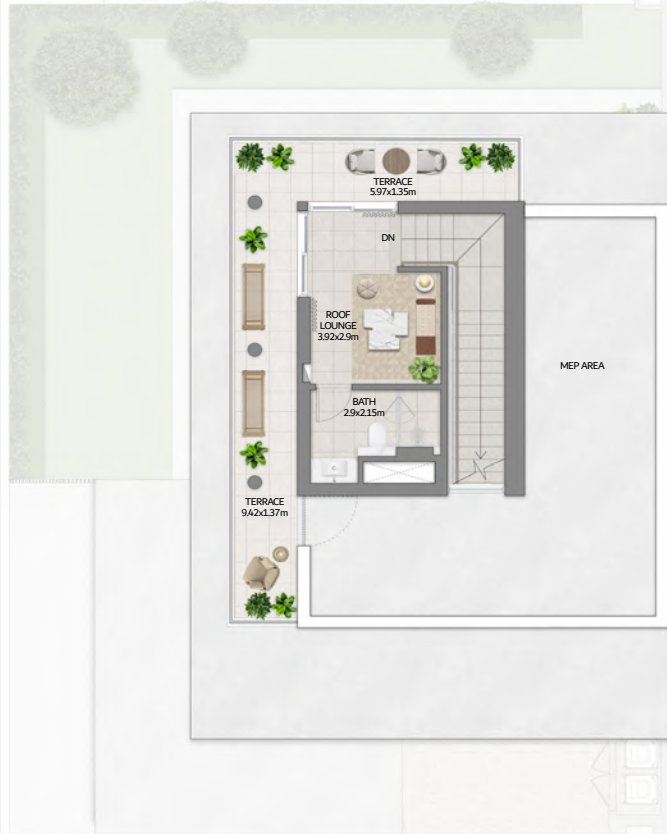 TERRACE
5.97x1.35m
DN
ROOF
LOUNGE
3.92x2.9m
MEP AREA
BATH
2.9x2.15m
TERRACE
9.42x1.37m